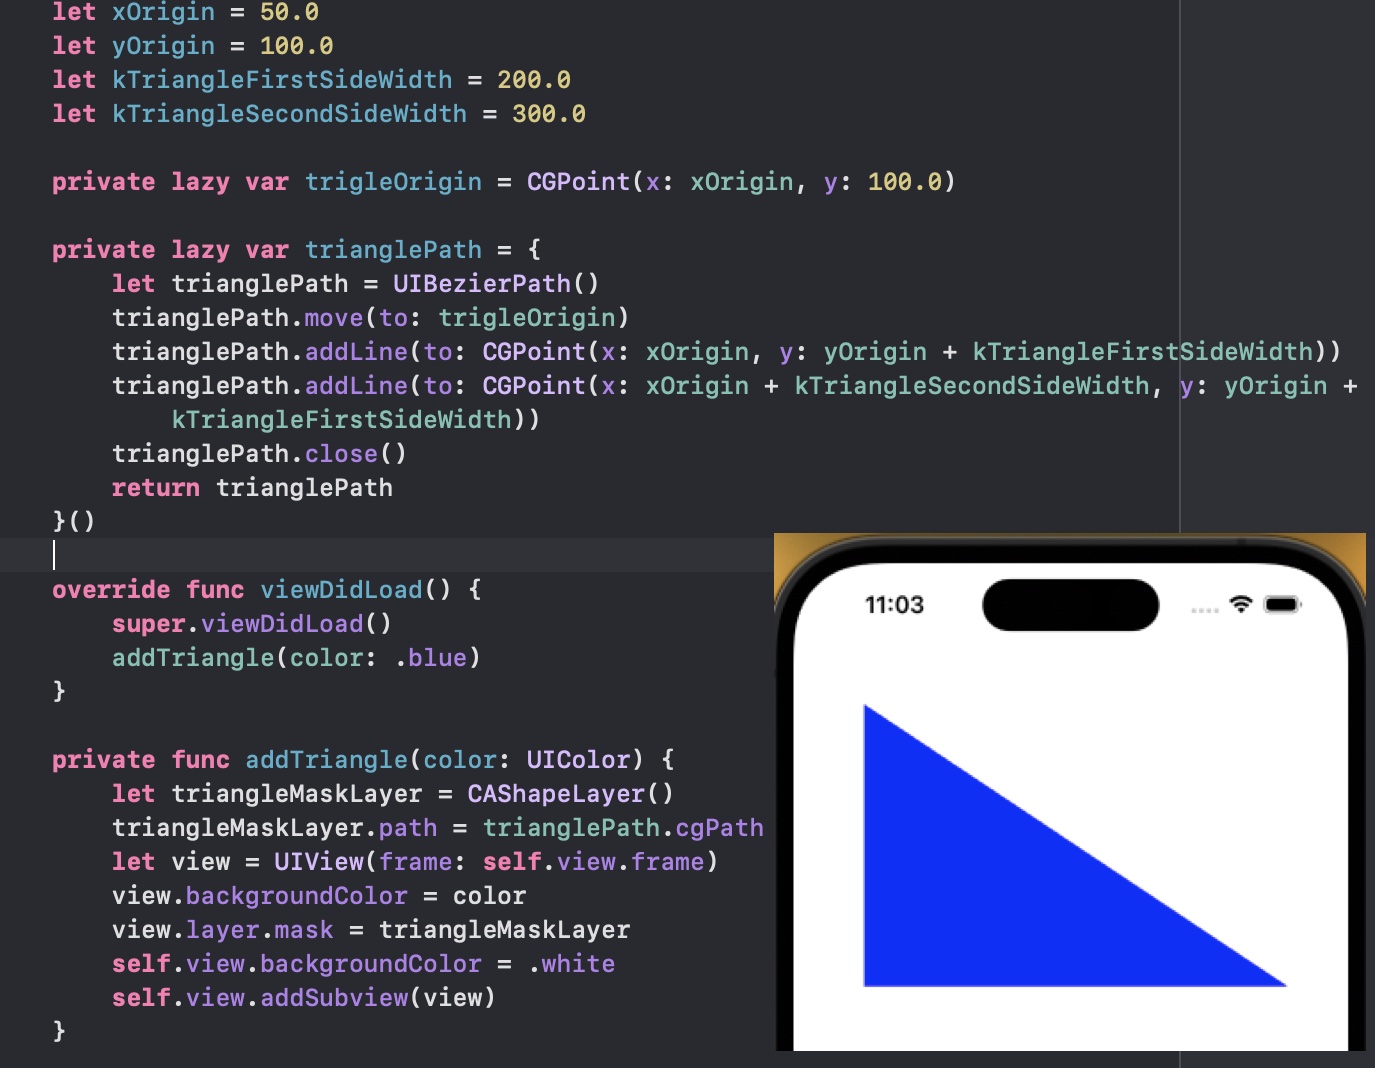 let xOrigin = 50.0
let yOrigin = 100.0
let kTriangleFirstSideWidth = 200.0
let kTriangleSecondSideWidth = 300.0
private lazy var trigleOrigin = CGPoint(x: xOrigin, y: 100.0)
private lazy var trianglePath = {
let trianglePath = UIBezierPath()
trianglePath.move(to: trigleOrigin)
trianglePath.addLine(to: CGPoint(x: xOrigin, y: yOrigin + kTriangleFirstSideWidth))
trianglePath.addLine(to: CGPoint(x: xOrigin + kTriangleSecondSideWidth, y: yOrigin +
kTriangleFirstSideWidth))
trianglePath.close()
return trianglePath
}()
override func viewDidLoad() {
super.viewDidLoad()
addTriangle(color: .blue)
}
private func addTriangle(color: UIColor) {
let triangleMaskLayer = CAShapeLayer()
triangleMaskLayer.path = trianglePath.cgPath
let view = UIView(frame: self.view.frame)
view.backgroundColor = color
view.layer.mask = triangleMaskLayer
self.view.backgroundColor = .white
self.view.addSubview(view)
}
11:03